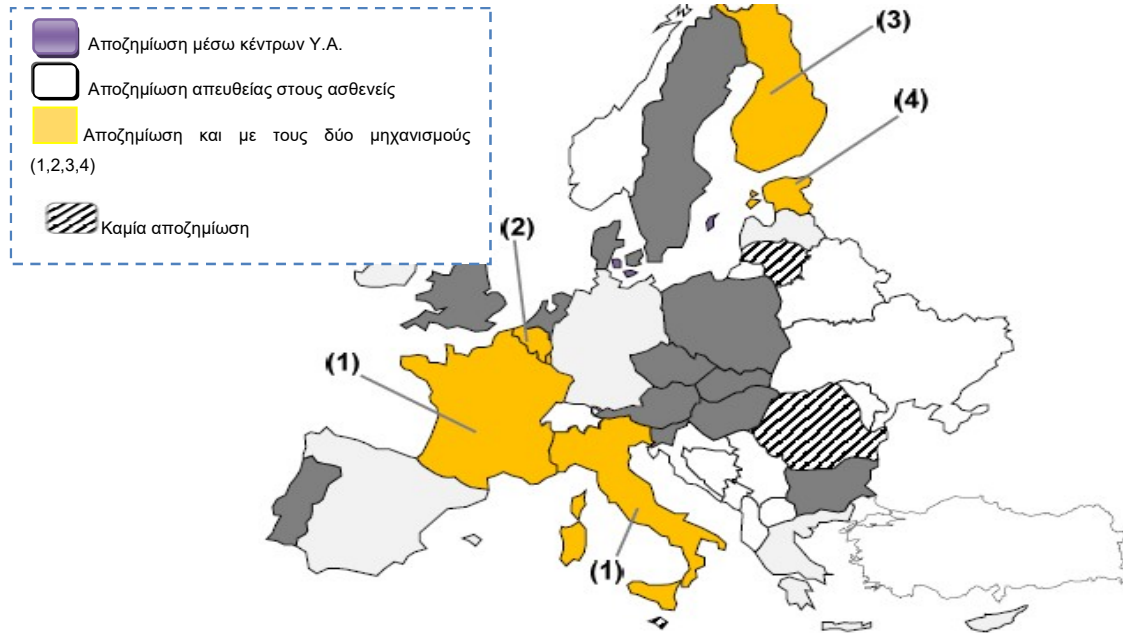 Αποζημίωση μέσω κέντρων Υ.Α.
Αποζημίωση απευθείας στους ασθενείς
Αποζημίωση και με τους δύο μηχανισμούς
(1,2,3,4)
Καμία αποζημίωση
(3)
(4)
(2)
(1)
(1)